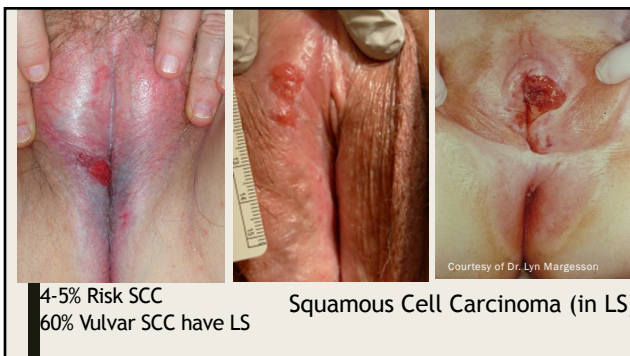 Courtesy of Dr. Lyn Margesson
4-5% Risk SCC
60% Vulvar SCC have LS
Squamous Cell Carcinoma (in LS)